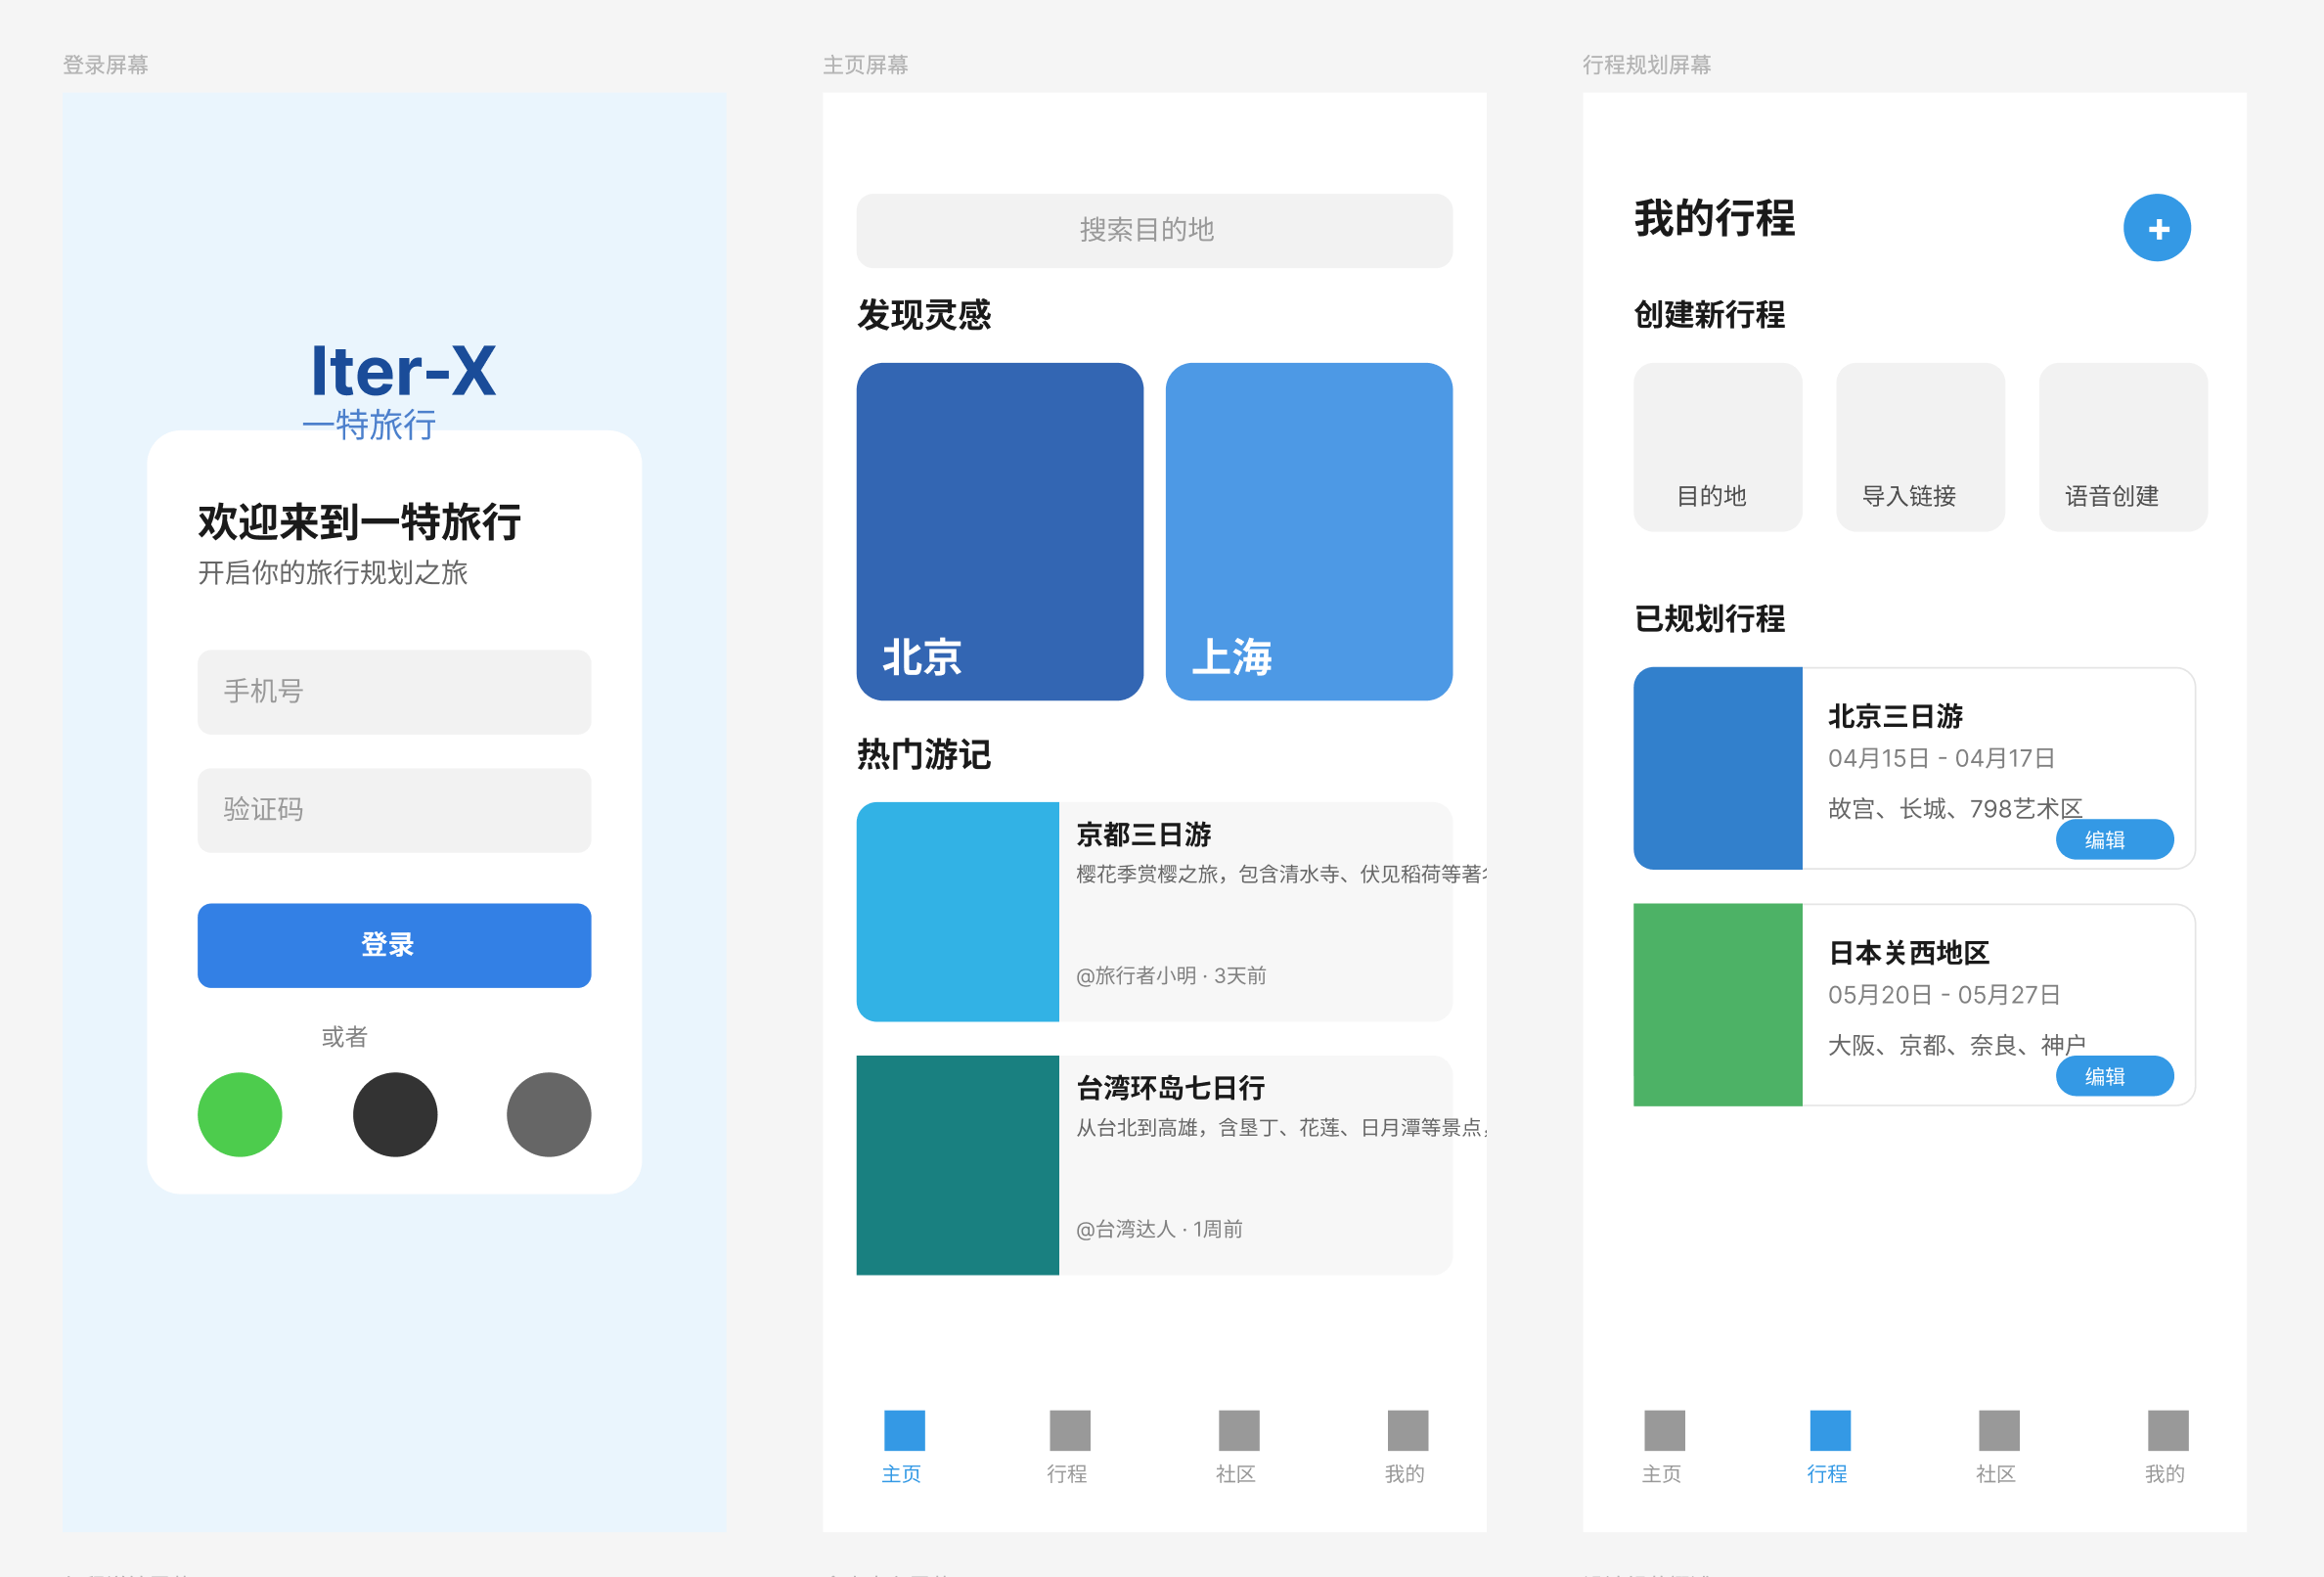 登录屏幕
Iter-X
一特旅行
欢迎来到一特旅行
开启你的旅行规划之旅
手机号
验证码
登录
或者
主页屏幕
搜索目的地
发现灵感
北京
上海
热门游记
京都三日游
樱花季赏樱之旅，包含清水寺、伏见稻荷等著
@旅行者小明 · 3天前
台湾环岛七日行
从台北到高雄，含垦丁、花莲、日月潭等景点，
@台湾达人 · 1周前
主页
行程
社区
我的
行程规划屏幕
我的行程
+
创建新行程
目的地
导入链接
语音创建
已规划行程
北京三日游
04月15日 - 04月17日
故宫、长城、798艺术区
编辑
日本关西地区
05月20日 - 05月27日
大阪、京都、奈良、神户
编辑
主页
行程
社区
我的